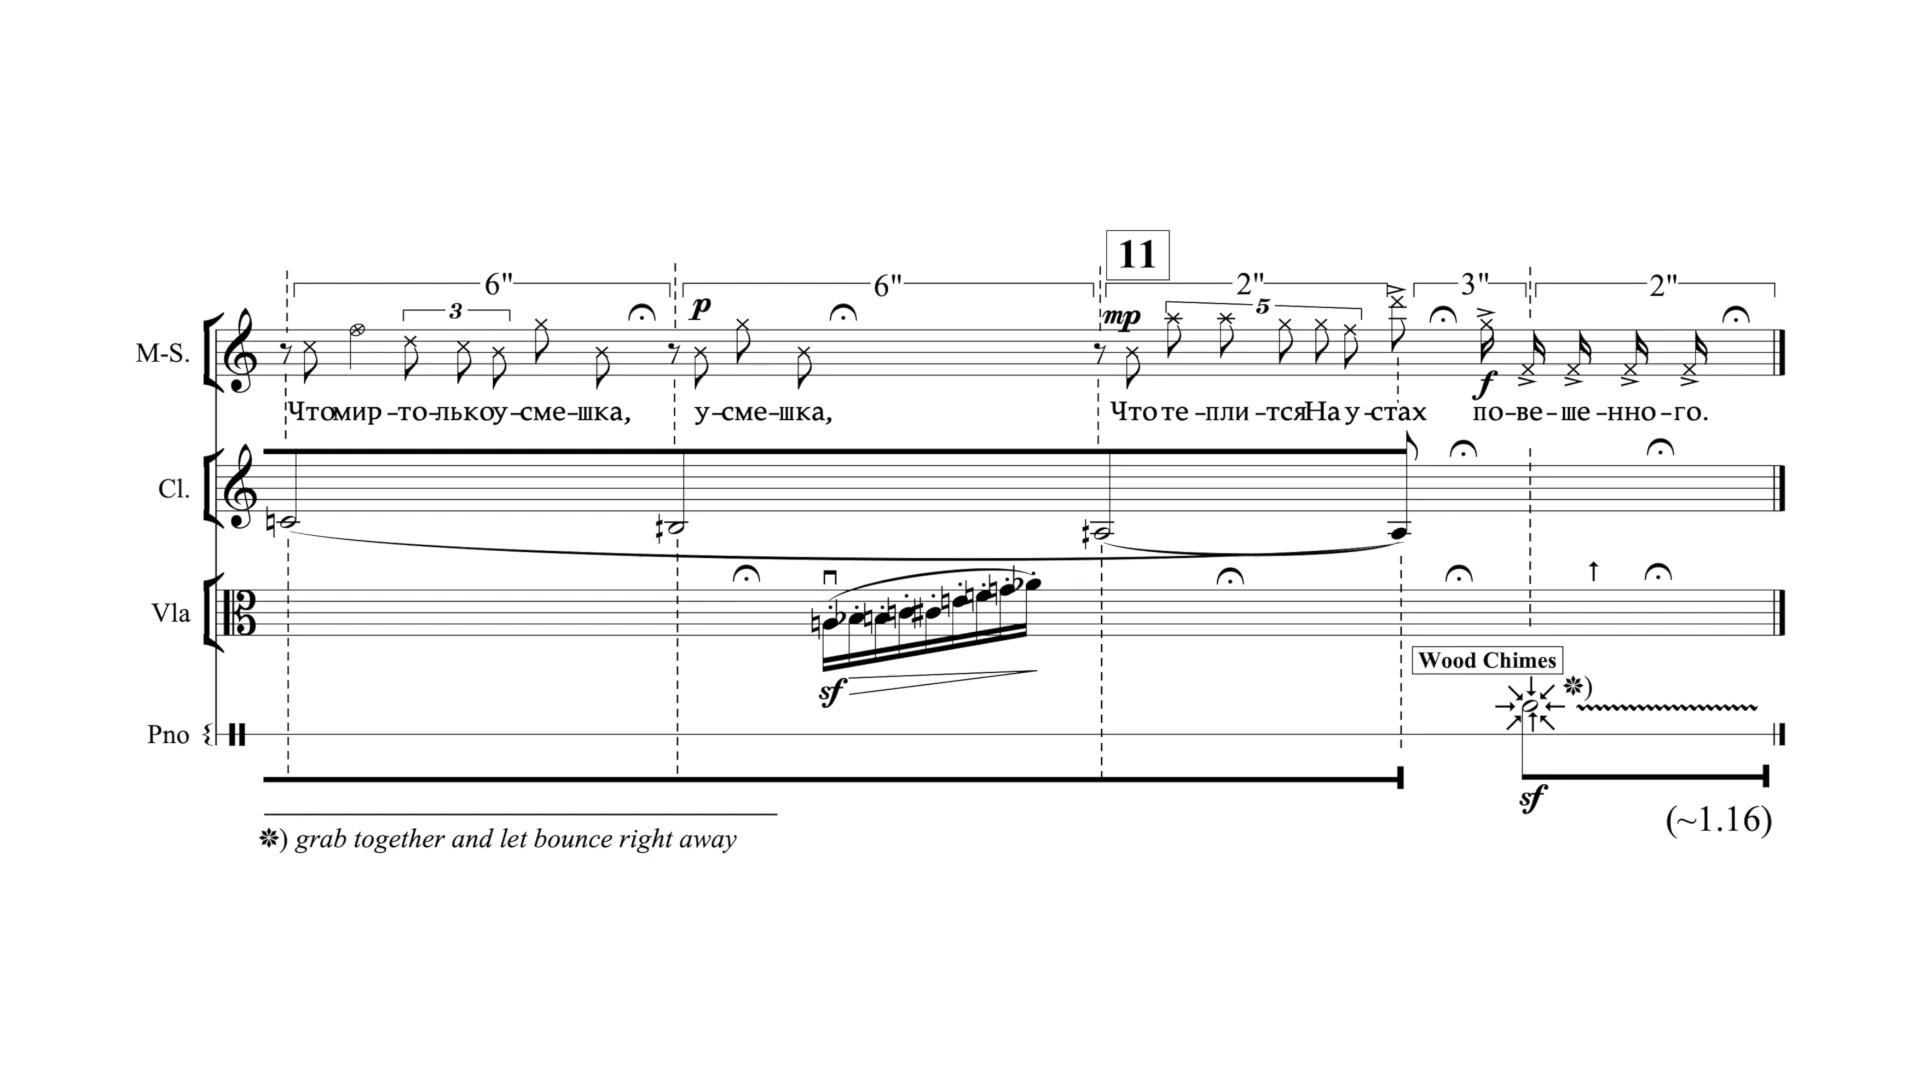 11
6" 6" 2" 3" 2"
3 5
p mp f
M-S.
Что мир-то-лько у-сме-шка, у-сме-шка, Что те-пли-тся На у-стах по-ве-ше-нно-го.
Cl.
Vla
sf
Wood Chimes
❃)
Pno
sf
(~1.16)
❃) grab together and let bounce right away